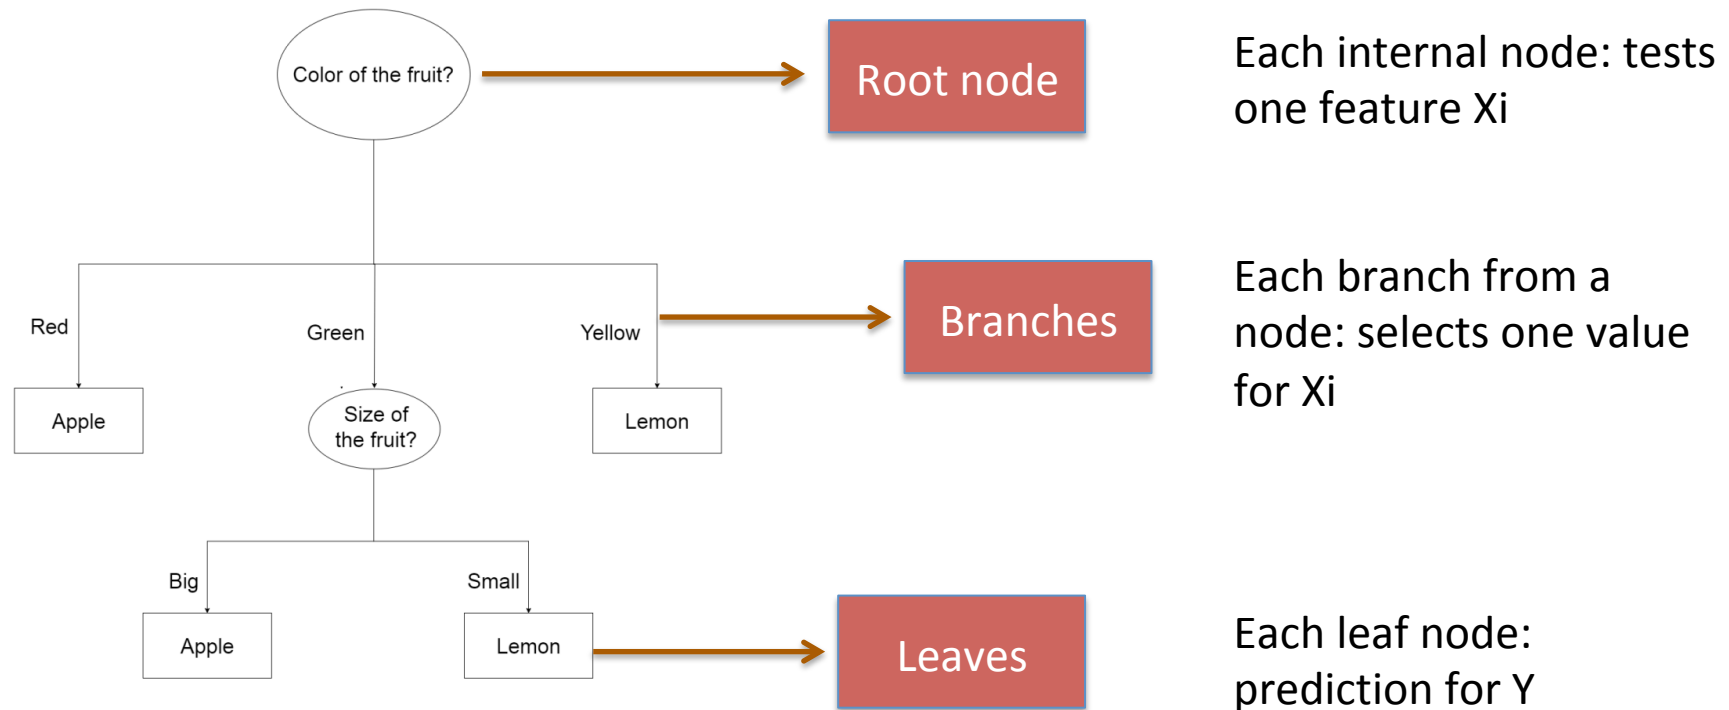 Color of the fruit?
Root node
Each internal node: tests
one feature Xi
Red
Green
Yellow
Branches
Each branch from a
node: selects one value
for Xi
Apple
Size of
the fruit?
Lemon
Big
Small
Apple
Lemon
Leaves
Each leaf node:
prediction for Y